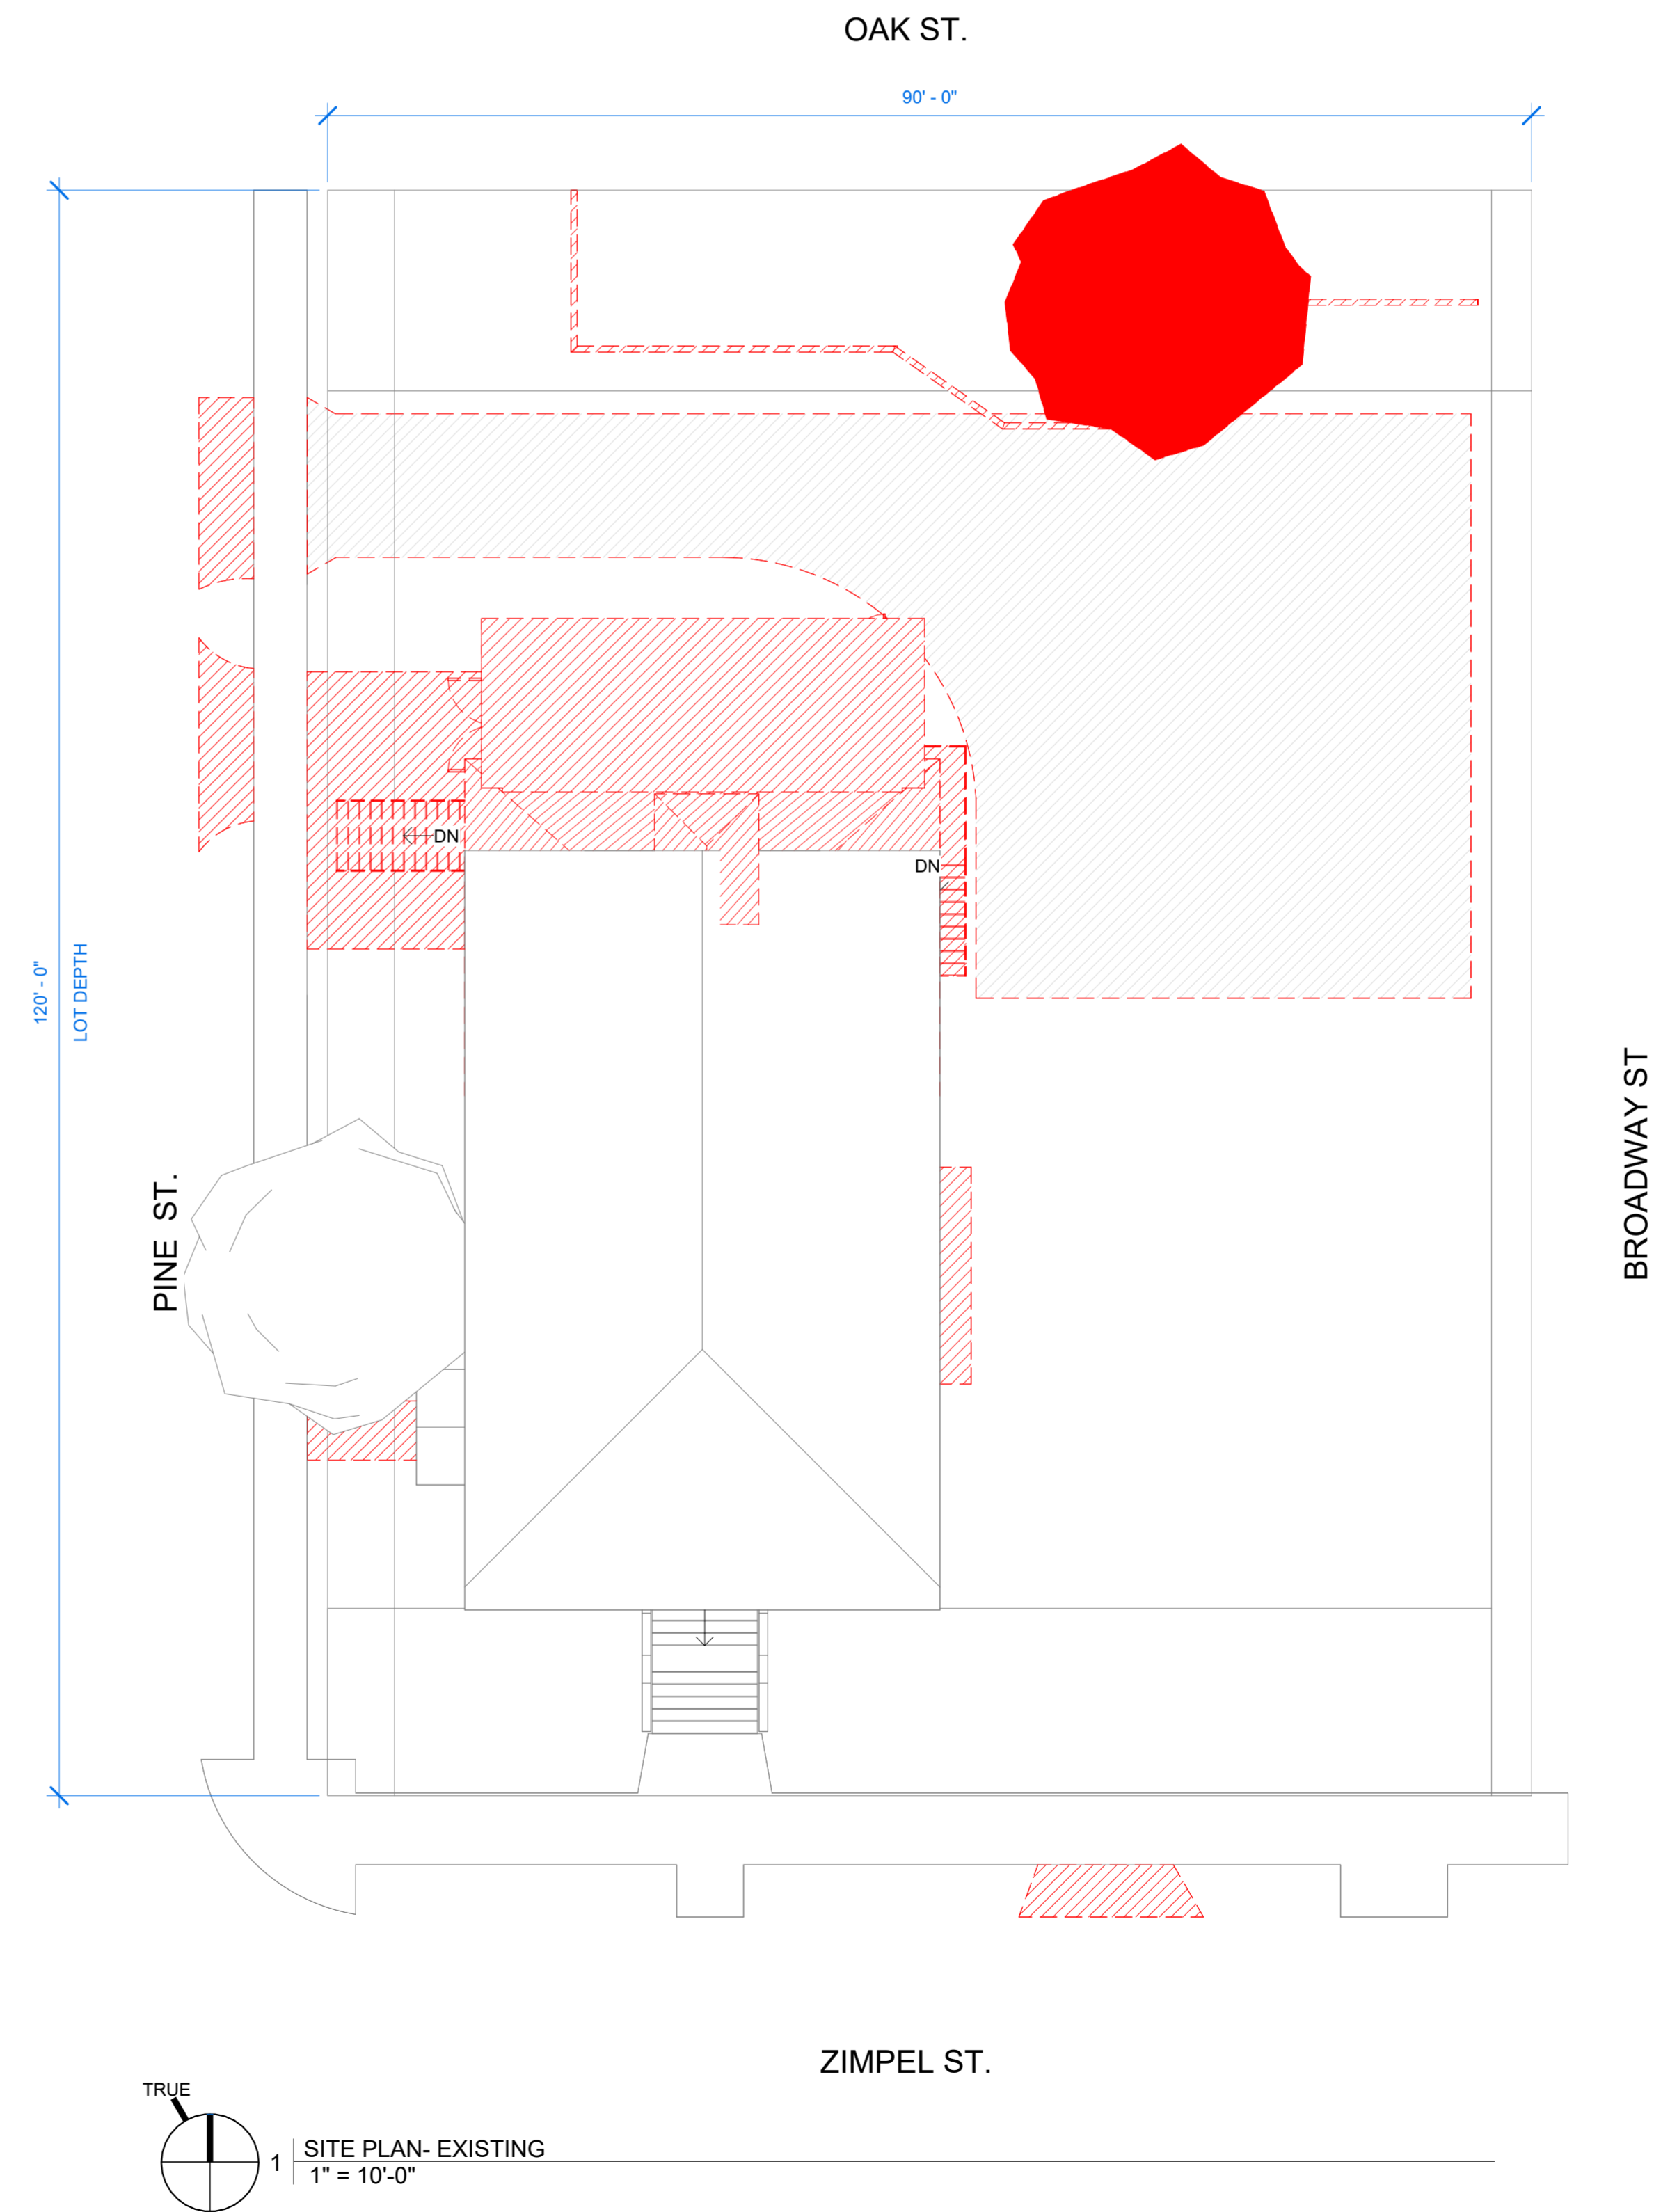 OAK ST.
90' - 0"
120' - 0"
LOT DEPTH
DN
DN
PINE ST.
BROADWAY ST
ZIMPEL ST.
TRUE
1
SITE PLAN- EXISTING
1" = 10'-0"